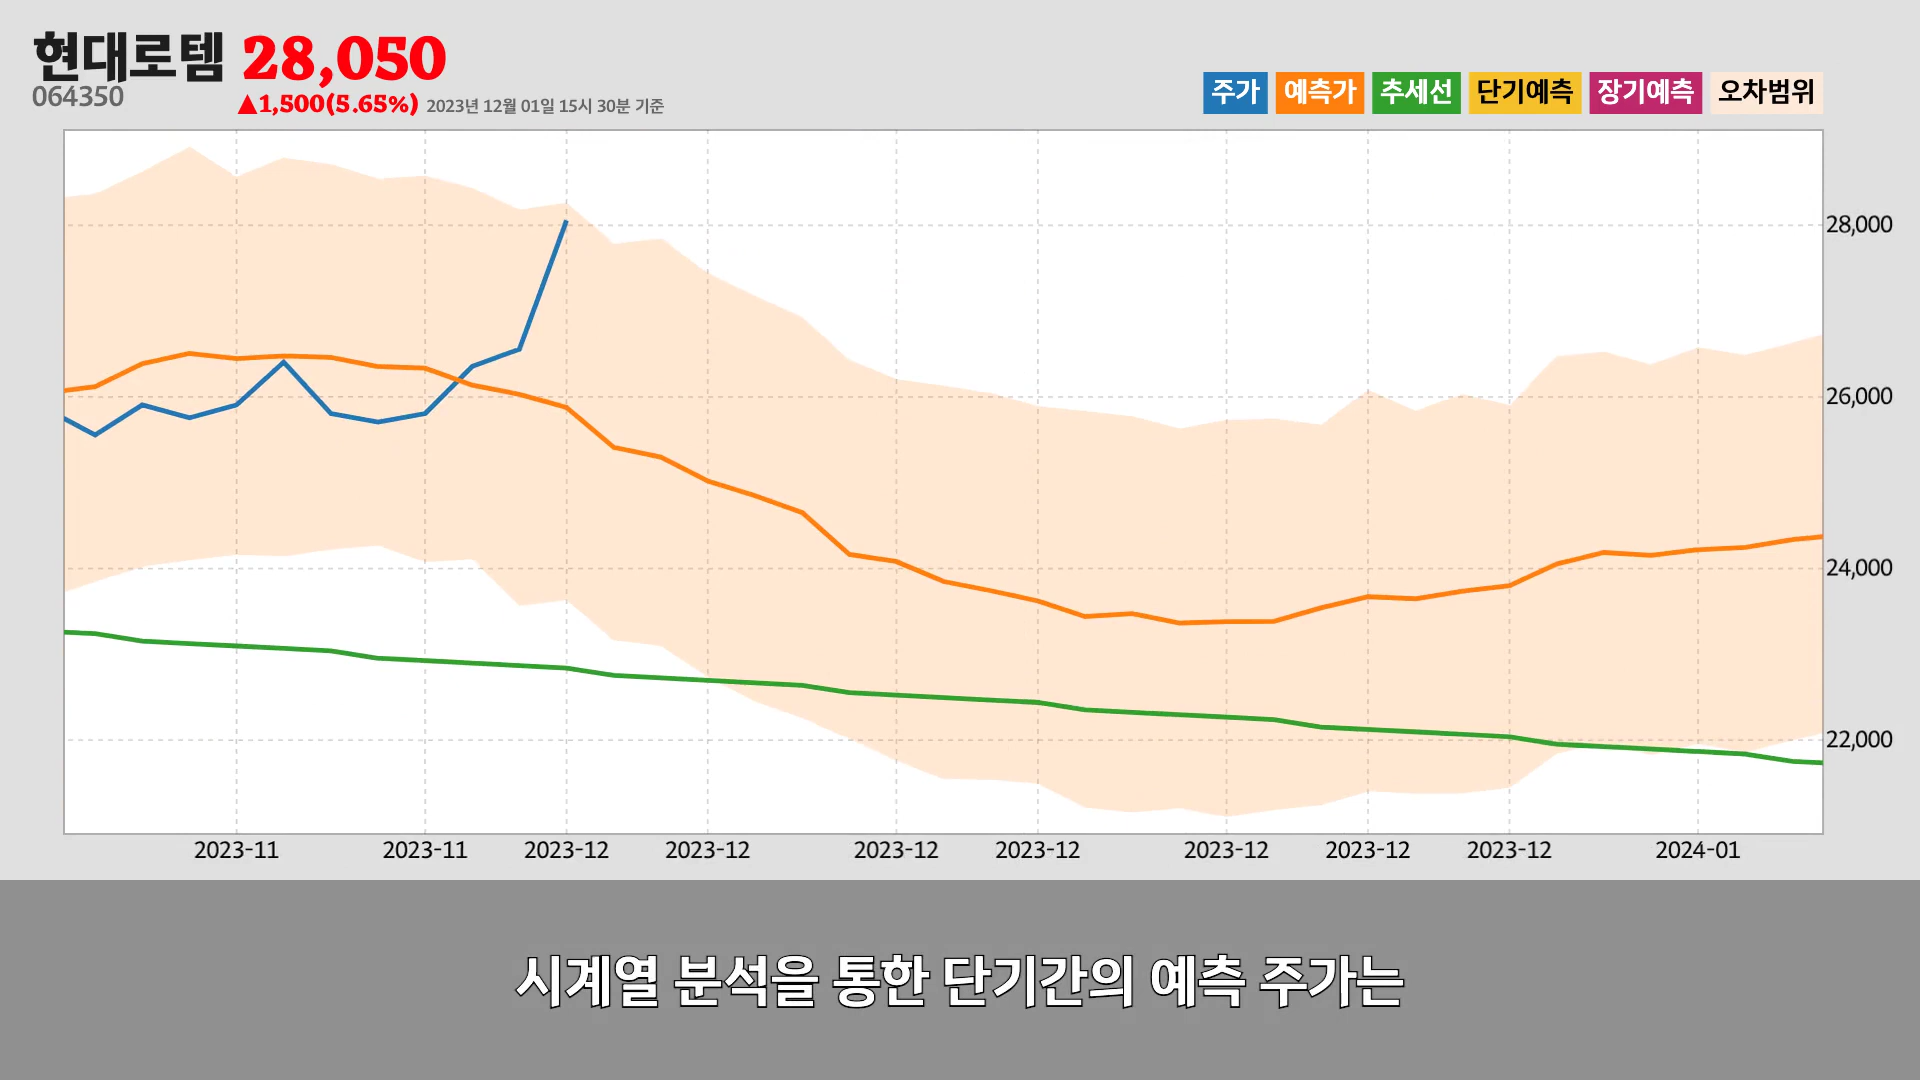 현대로템 28,050
064350
▲1,500(5.65%) 2023년 12월 01일 15시 30분 기준
주가 예측가 추세선 단기예측 장기예측 오차범위
28,000
26,000
24,000
22,000
2023-11 2023-11 2023-12 2023-12 2023-12 2023-12 2023-12 2023-12 2023-12 2024-01
시계열 분석을 통한 단기간의 예측 주가는